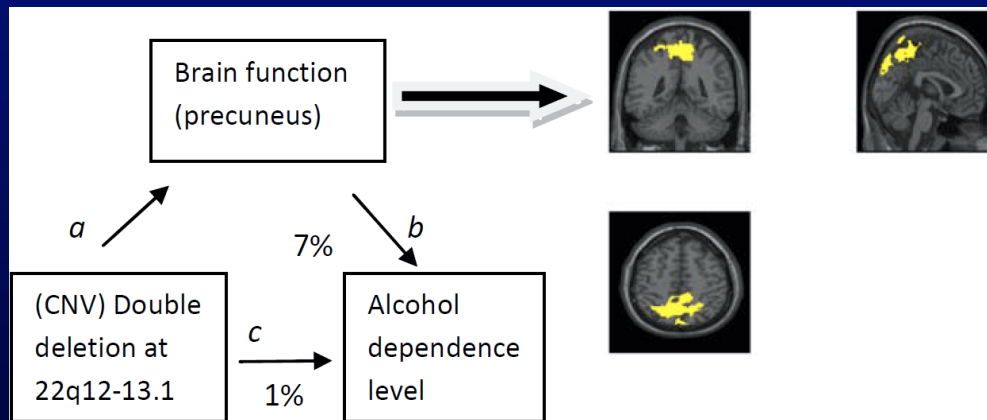 Brain function
(precuneus)
a
b
7%
(CNV) Double
deletion at
22q12-13.1
c
1%
Alcohol
dependence
level